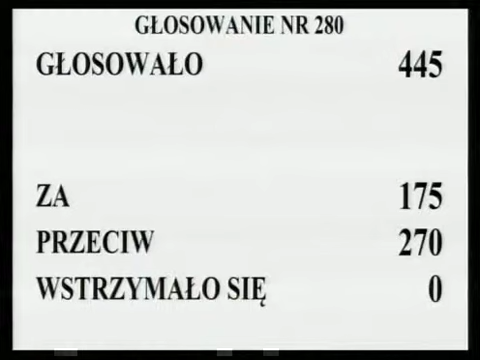 GŁOSOWANIE NR 280
GŁOSOWAŁO 445
ZA 175
PRZECIW 270
WSTRZYMAŁO SIĘ 0